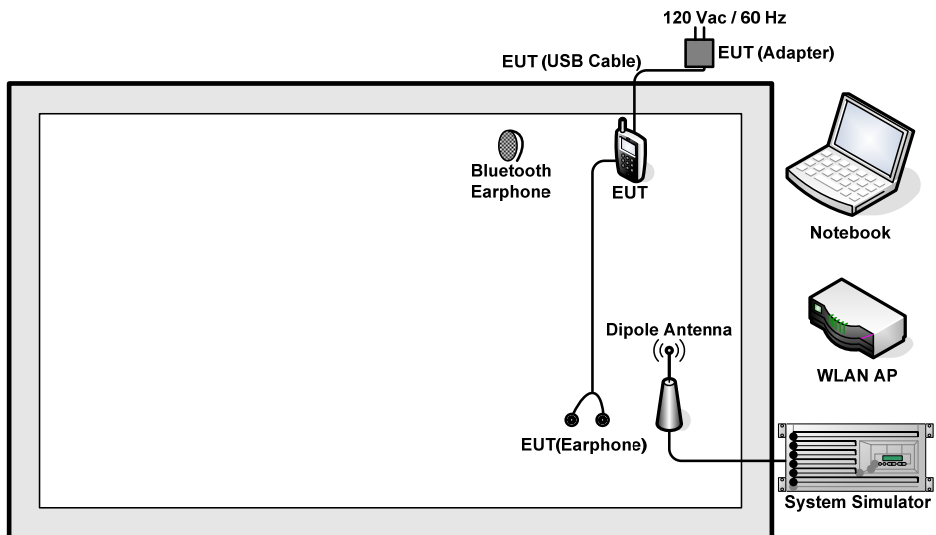 120 Vac / 60 Hz
EUT (Adapter)
EUT (USB Cable)
Bluetooth
Earphone
EUT
Notebook
Dipole Antenna
WLAN AP
EUT(Earphone)
System Simulator